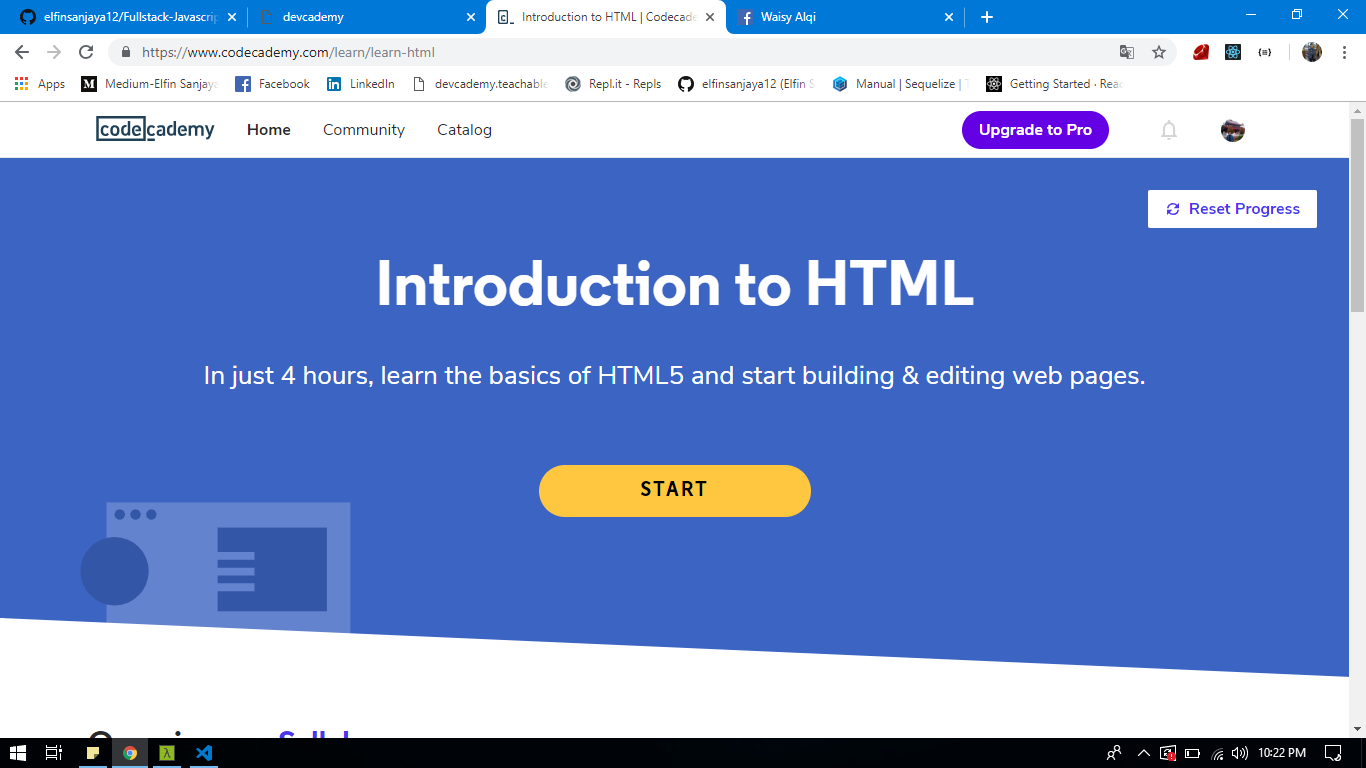 elfinsanjaya12/Fullstack-Javascrip
devcademy
Introduction to HTML | Codecade
Waisy Alqi
https://www.codecademy.com/learn/learn-html
Apps
Medium-Elfin Sanjaya
Facebook
LinkedIn
devcademy.teachable
Repl.it - Repls
elfinsanjaya12 (Elfin S
Manual | Sequelize | T
Getting Started · Reac
codecademy
Home
Community
Catalog
Upgrade to Pro
Reset Progress
Introduction to HTML
In just 4 hours, learn the basics of HTML5 and start building & editing web pages.
START
10:22 PM